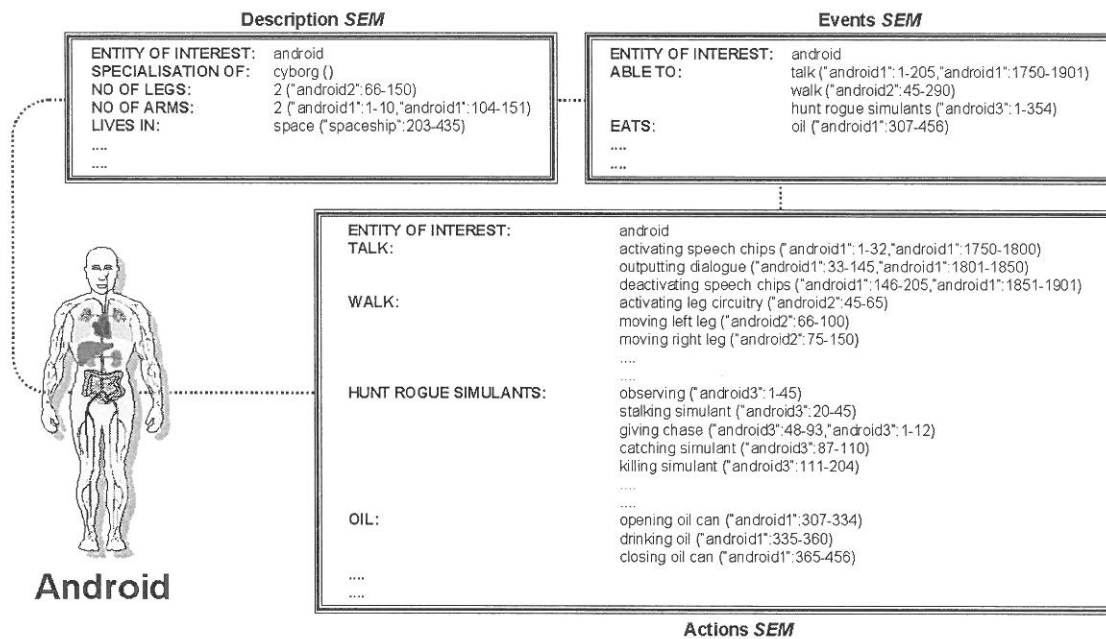 Description SEM
ENTITY OF INTEREST: android
SPECIALISATION OF: cyborg ()
NO OF LEGS: 2 ("android2":66-150)
NO OF ARMS: 2 ("android1":1-10,"android1":104-151)
LIVES IN: space ("spaceship":203-435)
....
....
Events SEM
ENTITY OF INTEREST: android
ABLE TO: talk ("android1":1-205,"android1":1750-1901)
walk ("android2":45-290)
hunt rogue simulants ("android3":1-354)
EATS: oil ("android1":307-456)
....
....
ENTITY OF INTEREST: android
TALK: activating speech chips ("android1":1-32,"android1":1750-1800)
outputting dialogue ("android1":33-145,"android1":1801-1850)
deactivating speech chips ("android1":146-205,"android1":1851-1901)
WALK: activating leg circuitry ("android2":45-65)
moving left leg ("android2":66-100)
moving right leg ("android2":75-150)
....
....
HUNT ROGUE SIMULANTS: observing ("android3":1-45)
stalking simulant ("android3":20-45)
giving chase ("android3":48-93,"android3":1-12)
catching simulant ("android3":87-110)
killing simulant ("android3":111-204)
....
....
OIL: opening oil can ("android1":307-334)
drinking oil ("android1":335-360)
closing oil can ("android1":365-456)
....
....
Android
Actions SEM